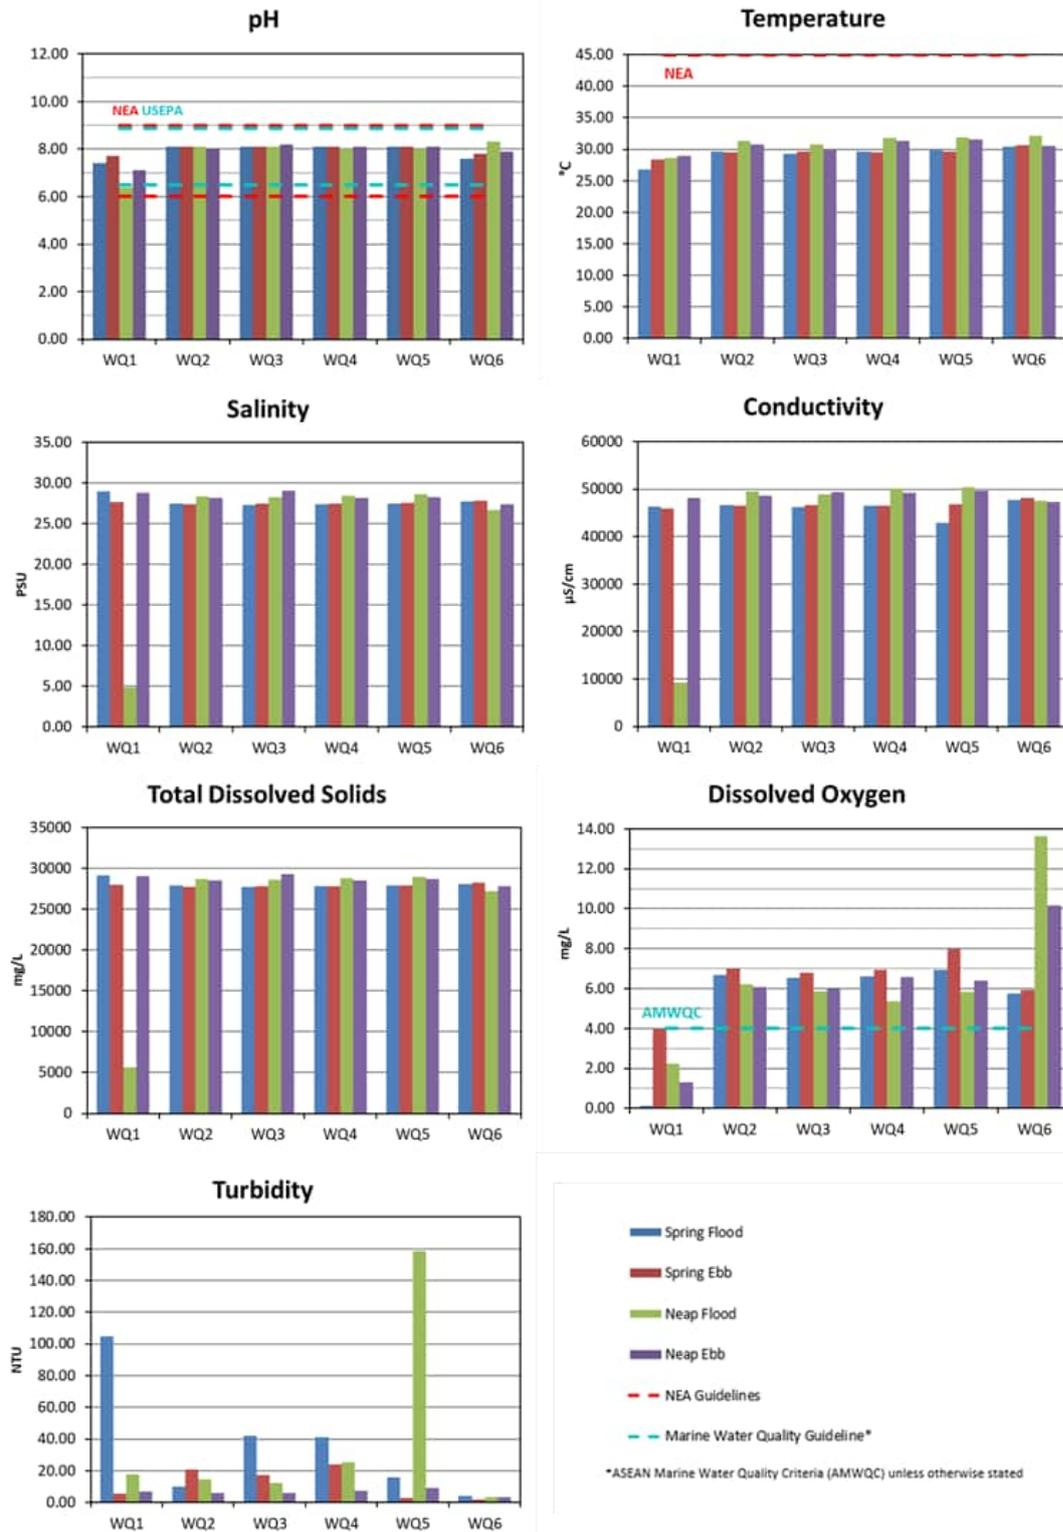 pH
12.00
10.00
8.00
6.00
4.00
2.00
0.00
NEA USEPA
WQ1 WQ2 WQ3 WQ4 WQ5 WQ6
Temperature
45.00
40.00
35.00
30.00
25.00
20.00
15.00
10.00
5.00
0.00
°C
NEA
WQ1 WQ2 WQ3 WQ4 WQ5 WQ6
Salinity
35.00
30.00
25.00
20.00
15.00
10.00
5.00
0.00
PSU
WQ1 WQ2 WQ3 WQ4 WQ5 WQ6
Conductivity
60000
50000
40000
30000
20000
10000
0
µS/cm
WQ1 WQ2 WQ3 WQ4 WQ5 WQ6
Total Dissolved Solids
35000
30000
25000
20000
15000
10000
5000
0
mg/L
WQ1 WQ2 WQ3 WQ4 WQ5 WQ6
Dissolved Oxygen
14.00
12.00
10.00
8.00
6.00
4.00
2.00
0.00
mg/L
AMWQC
WQ1 WQ2 WQ3 WQ4 WQ5 WQ6
Turbidity
180.00
160.00
140.00
120.00
100.00
80.00
60.00
40.00
20.00
0.00
NTU
WQ1 WQ2 WQ3 WQ4 WQ5 WQ6
Spring Flood
Spring Ebb
Neap Flood
Neap Ebb
NEA Guidelines
Marine Water Quality Guideline*
*ASEAN Marine Water Quality Criteria (AMWQC) unless otherwise stated